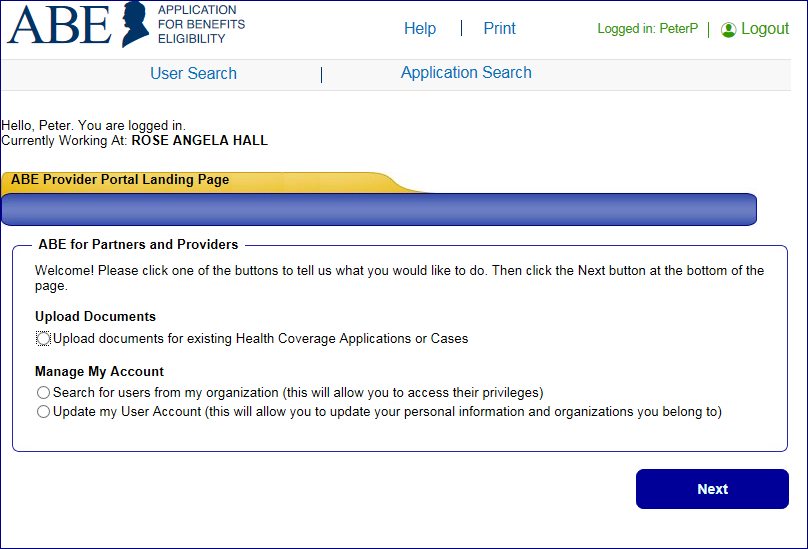 ABE APPLICATION
FOR BENEFITS
ELIGIBILITY
Help | Print
Logged in: PeterP | Logout
User Search | Application Search
Hello, Peter. You are logged in.
Currently Working At: ROSE ANGELA HALL
ABE Provider Portal Landing Page
ABE for Partners and Providers
Welcome! Please click one of the buttons to tell us what you would like to do. Then click the Next button at the bottom of the
page.
Upload Documents
Upload documents for existing Health Coverage Applications or Cases
Manage My Account
Search for users from my organization (this will allow you to access their privileges)
Update my User Account (this will allow you to update your personal information and organizations you belong to)
Next